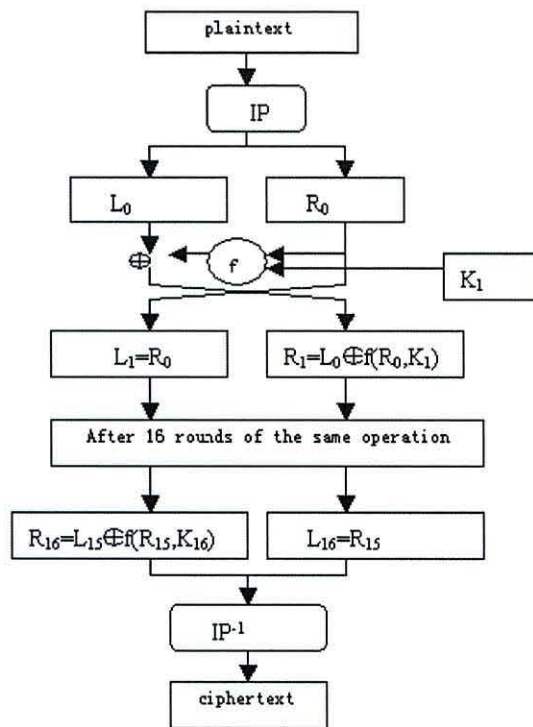 plaintext
IP
L₀
R₀
⊕
f
K₁
L₁=R₀
R₁=L₀⊕f(R₀,K₁)
After 16 rounds of the same operation
R₁₆=L₁₅⊕f(R₁₅,K₁₆)
L₁₆=R₁₅
IP⁻¹
ciphertext